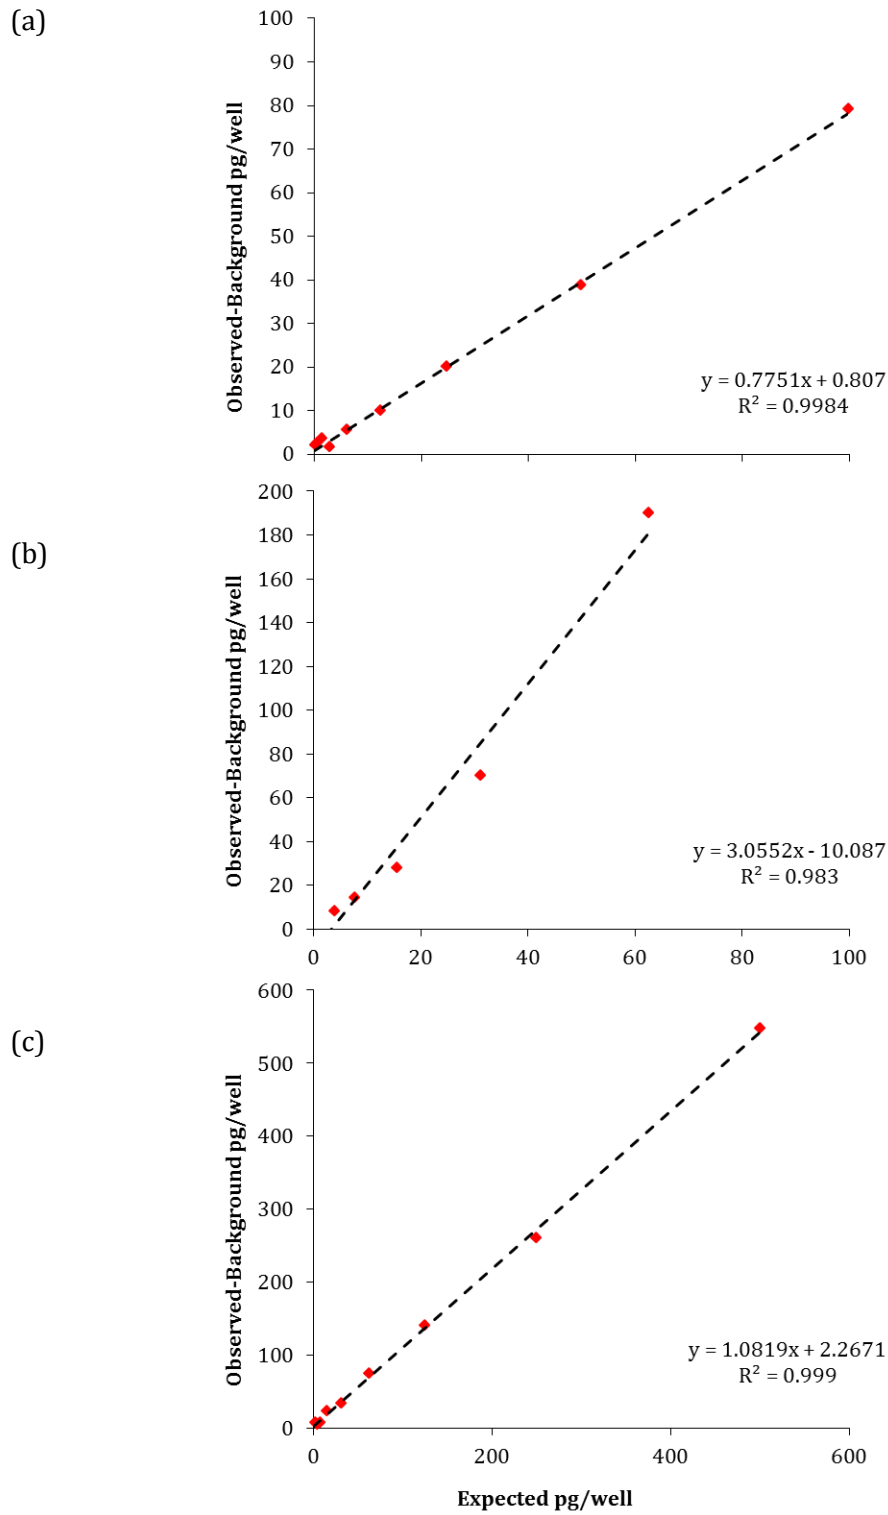 (a)
Observed-Background pg/well
100
90
80
70
60
50
40
30
20
10
0
y = 0.7751x + 0.807
R² = 0.9984
(b)
Observed-Background pg/well
200
180
160
140
120
100
80
60
40
20
0
y = 3.0552x - 10.087
R² = 0.983
0 20 40 60 80 100
(c)
Observed-Background pg/well
600
500
400
300
200
100
0
y = 1.0819x + 2.2671
R² = 0.999
0 200 400 600
Expected pg/well